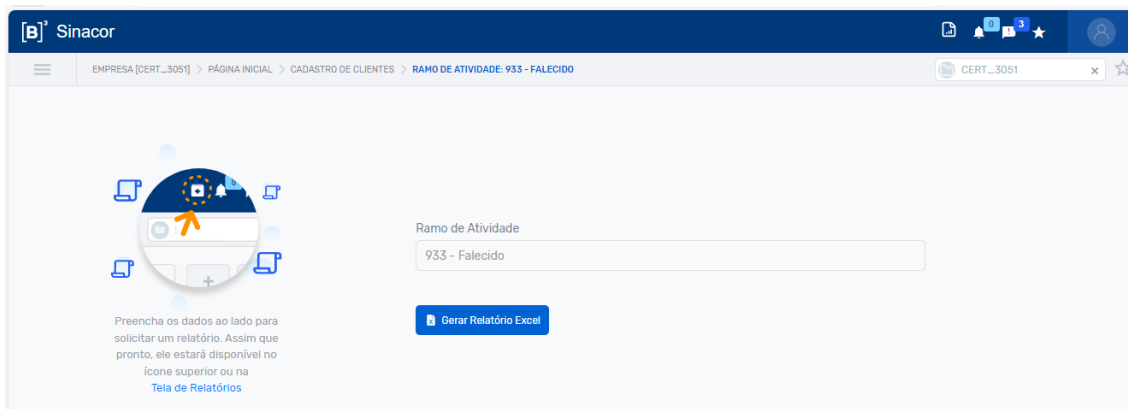 [B]³ Sinacor
0
3
EMPRESA [CERT_3051] > PÁGINA INICIAL > CADASTRO DE CLIENTES > RAMO DE ATIVIDADE: 933 - FALECIDO
CERT_3051 ×
Ramo de Atividade
933 - Falecido
Gerar Relatório Excel
Preencha os dados ao lado para
solicitar um relatório. Assim que
pronto, ele estará disponível no
ícone superior ou na
Tela de Relatórios